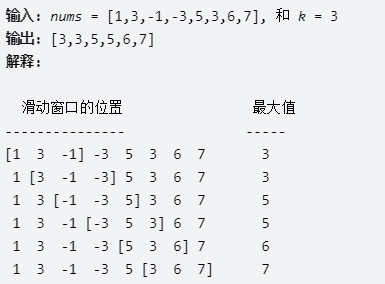 输入: nums = [1,3,-1,-3,5,3,6,7], 和 k = 3
输出: [3,3,5,5,6,7]
解释:
滑动窗口的位置                最大值
---------------               -----
[1  3  -1] -3  5  3  6  7       3
 1 [3  -1  -3] 5  3  6  7       3
 1  3 [-1  -3  5] 3  6  7       5
 1  3  -1 [-3  5  3] 6  7       5
 1  3  -1  -3 [5  3  6] 7       6
 1  3  -1  -3  5 [3  6  7]      7